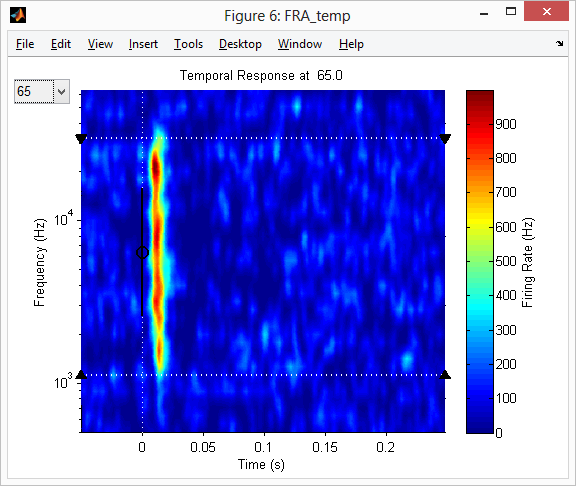 Figure 6: FRA_temp
File Edit View Insert Tools Desktop Window Help
65
Temporal Response at 65.0
Frequency (Hz)
10^4
10^3
0 0.05 0.1 0.15 0.2
Time (s)
900
800
700
600
500
400
300
200
100
0
Firing Rate (Hz)